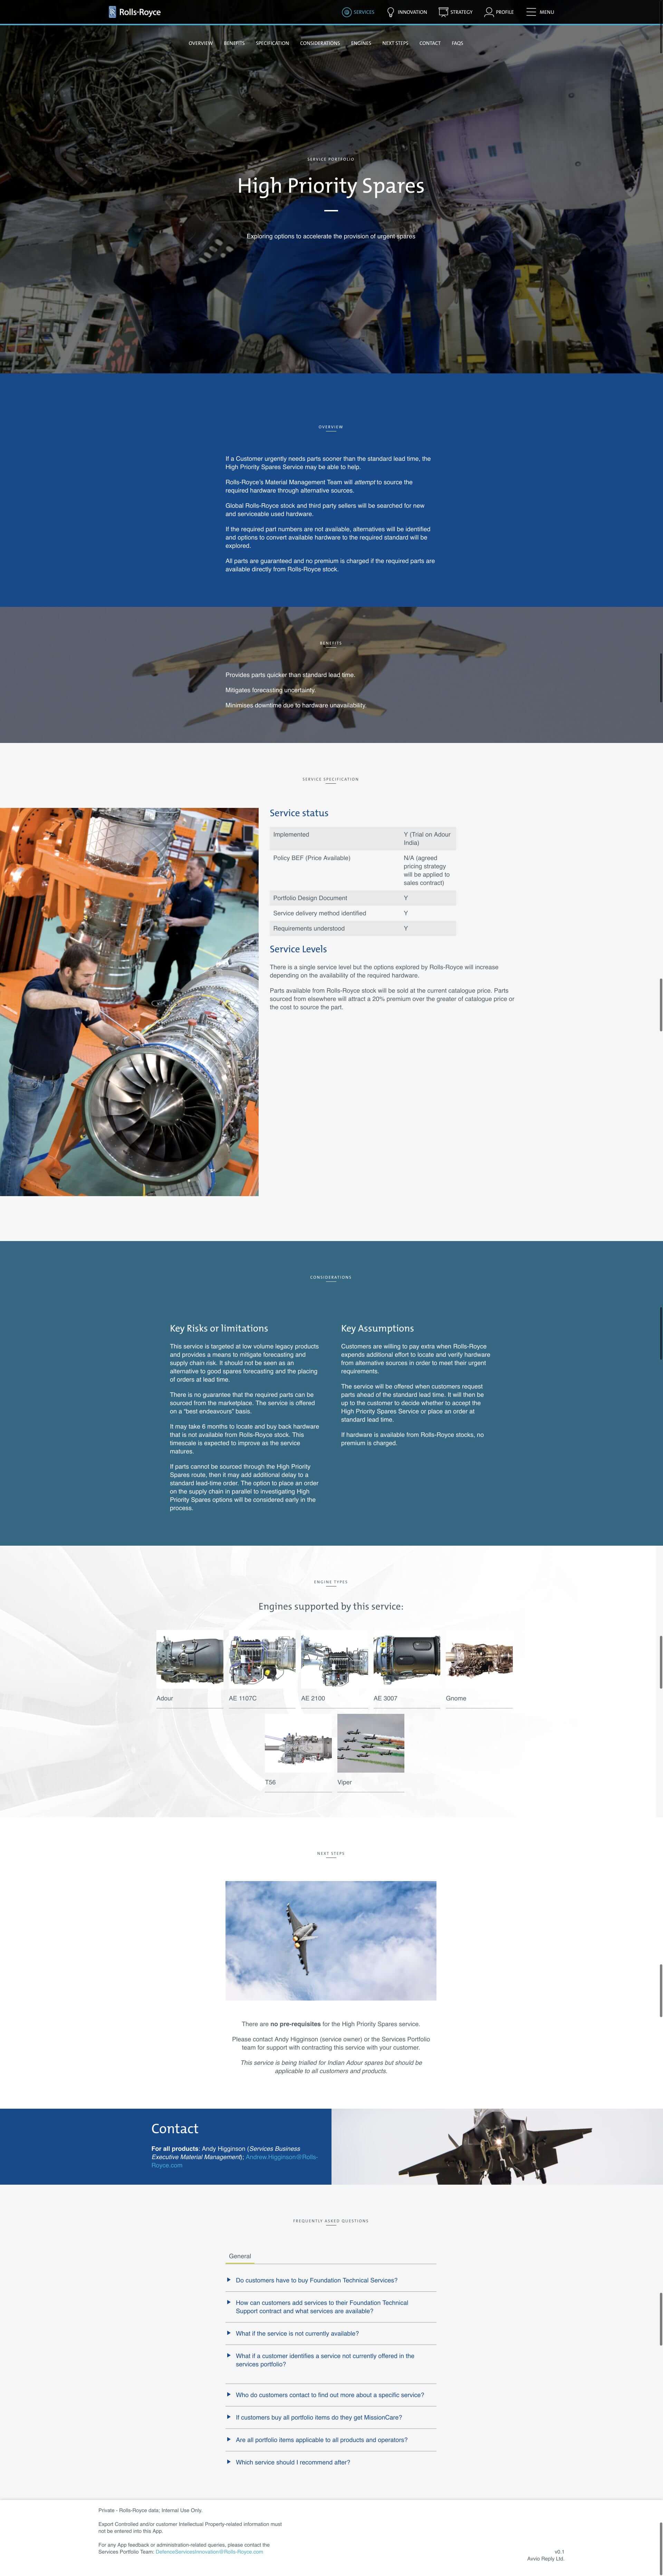 Rolls-Royce
SERVICES
INNOVATION
STRATEGY
PROFILE
MENU
OVERVIEW
BENEFITS
SPECIFICATION
CONSIDERATIONS
ENGINES
NEXT STEPS
CONTACT
FAQS
SERVICE PORTFOLIO
High Priority Spares
Exploring options to accelerate the provision of urgent spares
OVERVIEW
If a Customer urgently needs parts sooner than the standard lead time, the
High Priority Spares Service may be able to help.
Rolls-Royce's Material Management Team will attempt to source the
required hardware through alternative sources.
Global Rolls-Royce stock and third party sellers will be searched for new
and serviceable used hardware.
If the required part numbers are not available, alternatives will be identified
and options to convert available hardware to the required standard will be
explored.
All parts are guaranteed and no premium is charged if the required parts are
available directly from Rolls-Royce stock.
BENEFITS
Provides parts quicker than standard lead time.
Mitigates forecasting uncertainty.
Minimises downtime due to hardware unavailability.
SERVICE SPECIFICATION
Service status
Implemented
Y (Trial on Adour
India)
Policy BEF (Price Available)
N/A (agreed
pricing strategy
will be applied to
sales contract)
Portfolio Design Document
Y
Service delivery method identified
Y
Requirements understood
Y
Service Levels
There is a single service level but the options explored by Rolls-Royce will increase
depending on the availability of the required hardware.
Parts available from Rolls-Royce stock will be sold at the current catalogue price. Parts
sourced from elsewhere will attract a 20% premium over the greater of catalogue price or
the cost to source the part.
CONSIDERATIONS
Key Risks or limitations
This service is targeted at low volume legacy products
and provides a means to mitigate forecasting and
supply chain risk. It should not be seen as an
alternative to good spares forecasting and the placing
of orders at lead time.
There is no guarantee that the required parts can be
sourced from the marketplace. The service is offered
on a "best endeavours" basis.
It may take 6 months to locate and buy back hardware
that is not available from Rolls-Royce stock. This
timescale is expected to improve as the service
matures.
If parts cannot be sourced through the High Priority
Spares route, then it may add additional delay to a
standard lead-time order. The option to place an order
on the supply chain in parallel to investigating High
Priority Spares options will be considered early in the
process.
Key Assumptions
Customers are willing to pay extra when Rolls-Royce
expends additional effort to locate and verify hardware
from alternative sources in order to meet their urgent
requirements.
The service will be offered when customers request
parts ahead of the standard lead time. It will then be
up to the customer to decide whether to accept the
High Priority Spares Service or place an order at
standard lead time.
If hardware is available from Rolls-Royce stocks, no
premium is charged.
ENGINE TYPES
Engines supported by this service:
Adour
AE 1107C
AE 2100
AE 3007
Gnome
T56
Viper
NEXT STEPS
There are no pre-requisites for the High Priority Spares service.
Please contact Andy Higginson (service owner) or the Services Portfolio
team for support with contracting this service with your customer.
This service is being trialled for Indian Adour spares but should be
applicable to all customers and products.
Contact
For all products: Andy Higginson (Services Business
Executive Material Management); Andrew.Higginson@Rolls-
Royce.com
FREQUENTLY ASKED QUESTIONS
General
Do customers have to buy Foundation Technical Services?
How can customers add services to their Foundation Technical
Support contract and what services are available?
What if the service is not currently available?
What if a customer identifies a service not currently offered in the
services portfolio?
Who do customers contact to find out more about a specific service?
If customers buy all portfolio items do they get MissionCare?
Are all portfolio items applicable to all products and operators?
Which service should I recommend after?
Private - Rolls-Royce data; Internal Use Only.
Export Controlled and/or customer Intellectual Property-related information must
not be entered into this App.
For any App feedback or administration-related queries, please contact the
Services Portfolio Team: DefenceServicesInnovation@Rolls-Royce.com
v0.1
Avvio Reply Ltd.